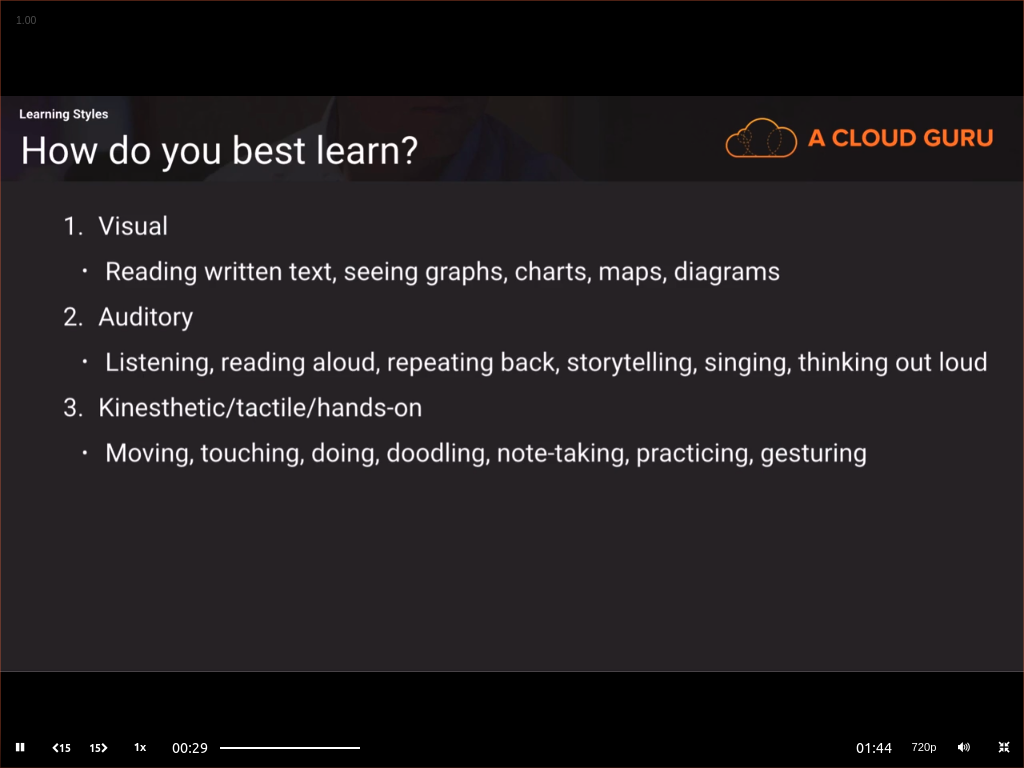 1.00
Learning Styles
How do you best learn?
A CLOUD GURU
1. Visual
· Reading written text, seeing graphs, charts, maps, diagrams
2. Auditory
· Listening, reading aloud, repeating back, storytelling, singing, thinking out loud
3. Kinesthetic/tactile/hands-on
· Moving, touching, doing, doodling, note-taking, practicing, gesturing
15 15 1x 00:29 01:44 720p